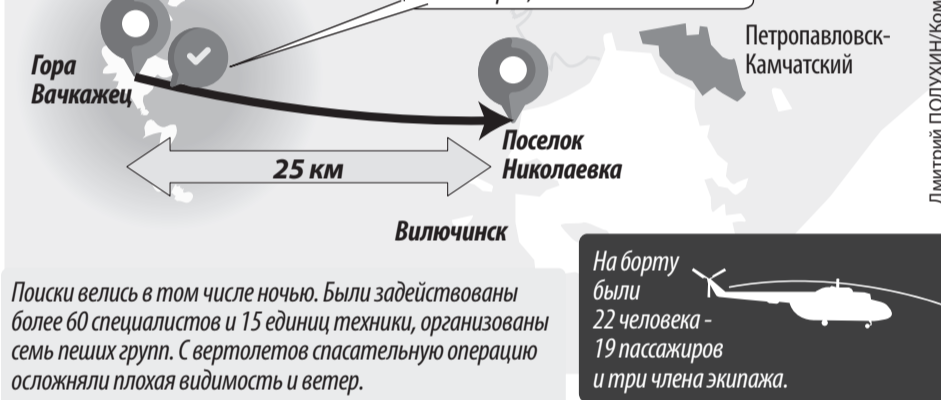 Петропавловск-
Камчатский
Гора
Вачкажец
Поселок
Николаевка
25 км
Вилючинск
Поиски велись в том числе ночью. Были задействованы
более 60 специалистов и 15 единиц техники, организованы
семь пеших групп. С вертолетов спасательную операцию
осложняли плохая видимость и ветер.
На борту
были
22 человека -
19 пассажиров
и три члена экипажа.
Дмитрий ПОЛУХИН/Ком